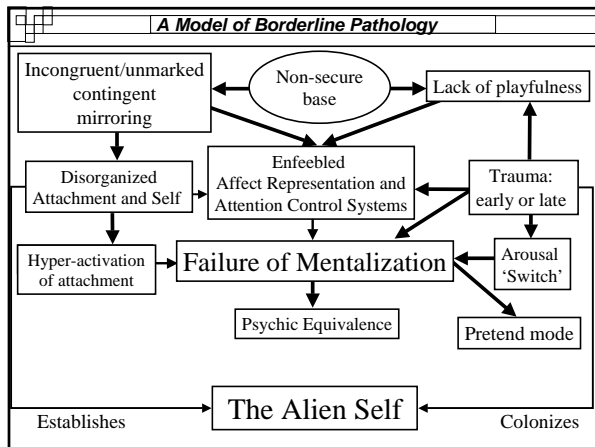 A Model of Borderline Pathology
Incongruent/unmarked
contingent
mirroring
Non-secure
base
Lack of playfulness
Disorganized
Attachment and Self
Enfeebled
Affect Representation and
Attention Control Systems
Trauma:
early or late
Hyper-activation
of attachment
Failure of Mentalization
Arousal
‘Switch’
Psychic Equivalence
Pretend mode
The Alien Self
Establishes
Colonizes